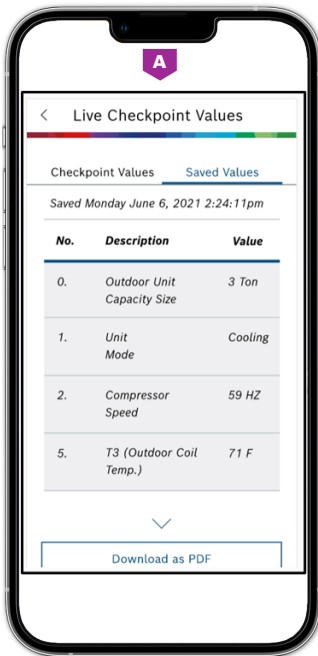 A
< Live Checkpoint Values
Checkpoint Values Saved Values
Saved Monday June 6, 2021 2:24:11pm
No. Description Value
0. Outdoor Unit 3 Ton
Capacity Size
1. Unit Cooling
Mode
2. Compressor 59 HZ
Speed
5. T3 (Outdoor Coil 71 F
Temp.)
Download as PDF